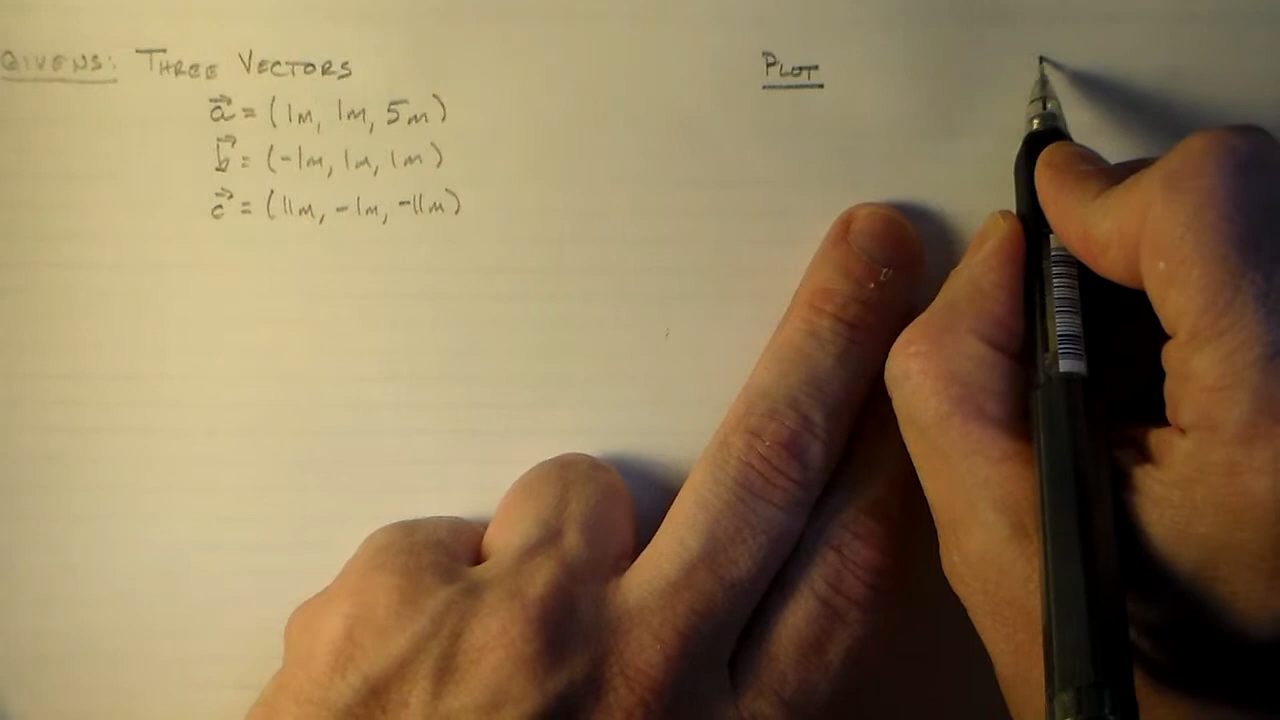 GIVENS: THREE VECTORS
a⃗ = (1m, 1m, 5m)
b⃗ = (-1m, 1m, 1m)
c⃗ = (11m, -1m, -11m)
PLOT